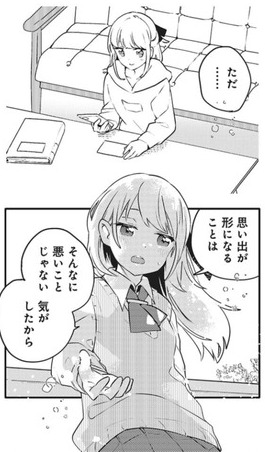 ただ
……
思い出が
形になる
ことは
そんなに
悪いこと
じゃない 気が
したから